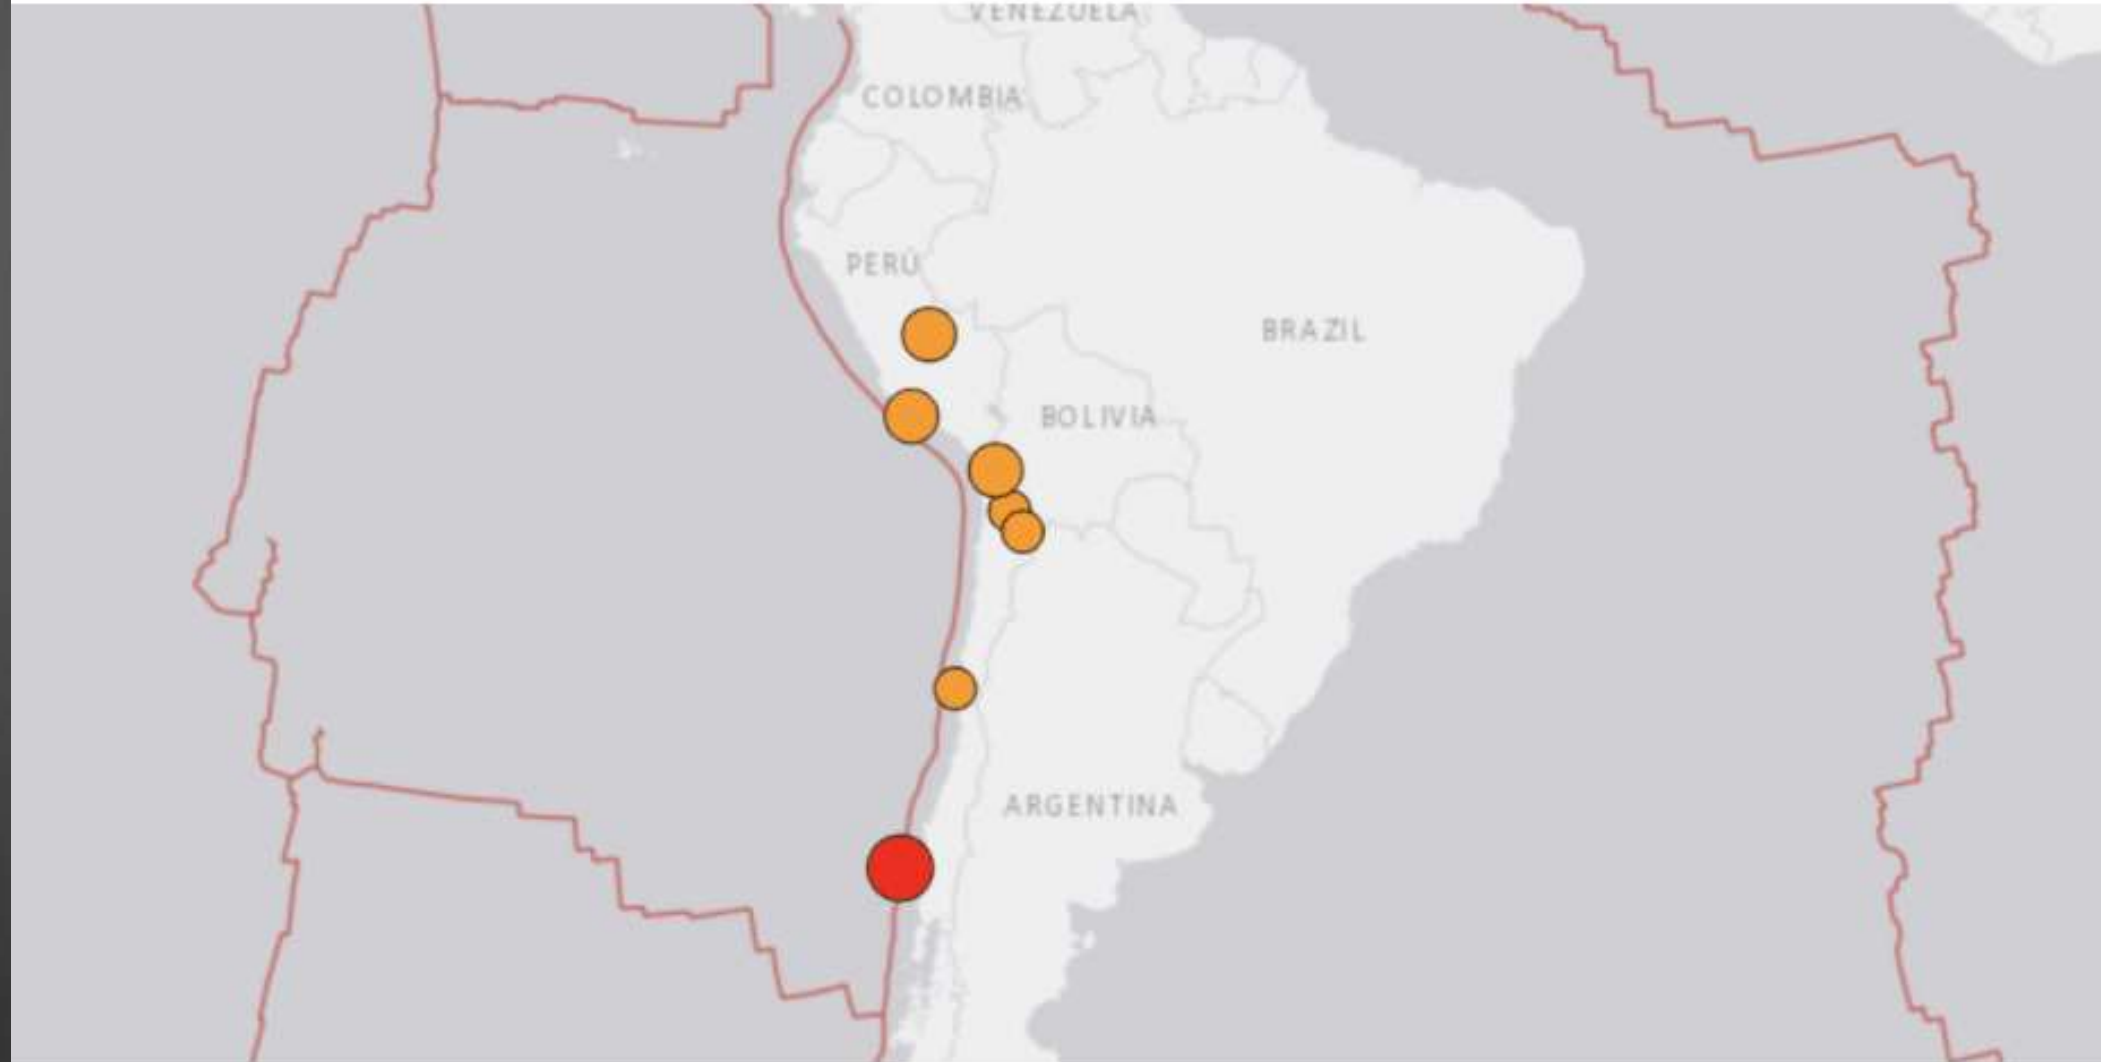 VENEZUELA
COLOMBIA
PERÚ
BRAZIL
BOLIVIA
ARGENTINA